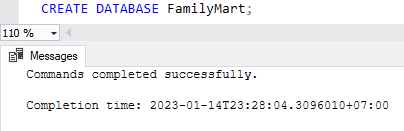 CREATE DATABASE FamilyMart;
110 %
Messages
Commands completed successfully.
Completion time: 2023-01-14T23:28:04.3096010+07:00